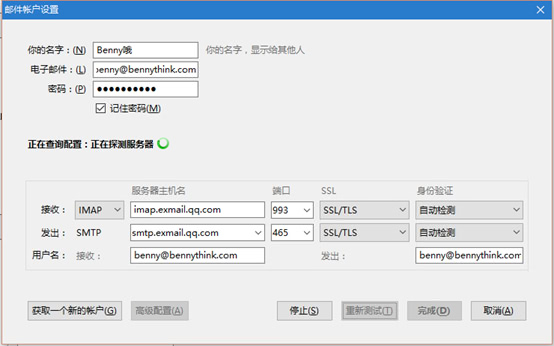 邮件帐户设置
你的名字：(N) Benny哦 你的名字，显示给其他人
电子邮件：(L) enny@bennythink.com
密码：(P) ●●●●●●●●●●
记住密码(M)
正在查询配置：正在探测服务器
服务器主机名 端口 SSL 身份验证
接收： IMAP imap.exmail.qq.com 993 SSL/TLS 自动检测
发出： SMTP smtp.exmail.qq.com 465 SSL/TLS 自动检测
用户名： 接收： benny@bennythink.com 发出： benny@bennythink.com
获取一个新的帐户(G) 高级配置(A) 停止(S) 重新测试(T) 完成(D) 取消(A)